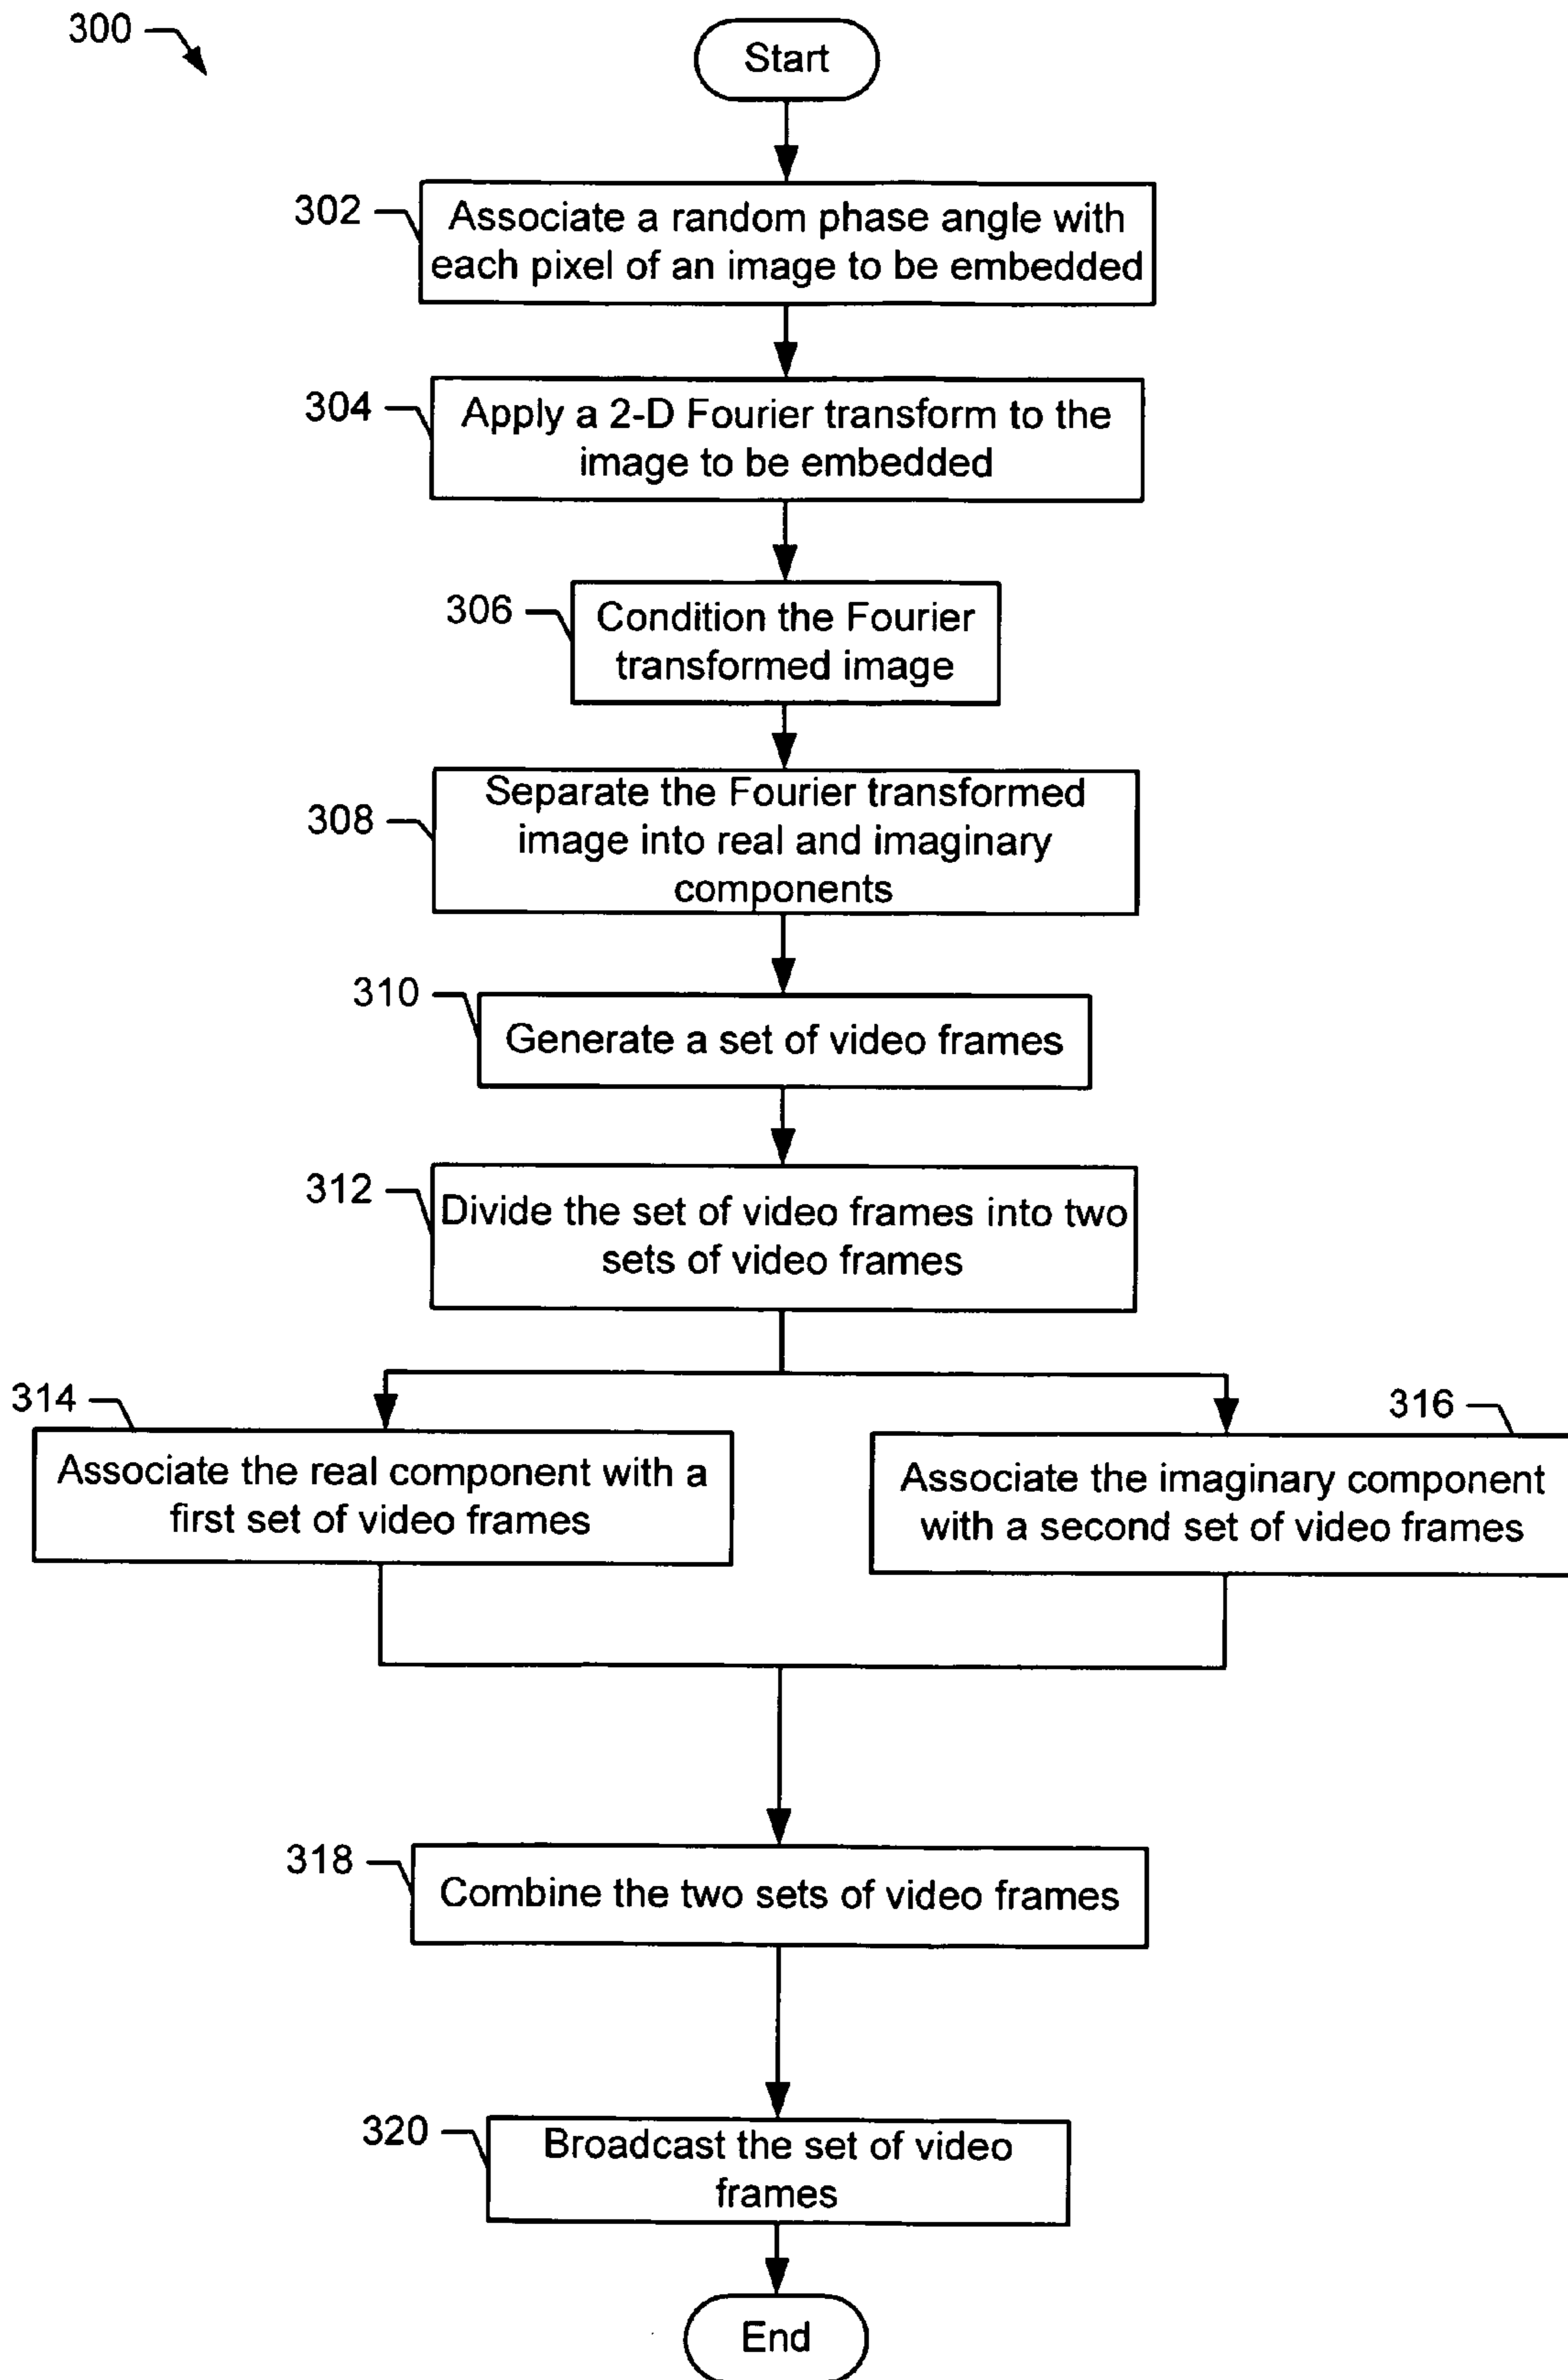 300
Start
302
Associate a random phase angle with
each pixel of an image to be embedded
304
Apply a 2-D Fourier transform to the
image to be embedded
306
Condition the Fourier
transformed image
308
Separate the Fourier transformed
image into real and imaginary
components
310
Generate a set of video frames
312
Divide the set of video frames into two
sets of video frames
314
Associate the real component with a
first set of video frames
316
Associate the imaginary component
with a second set of video frames
318
Combine the two sets of video frames
320
Broadcast the set of video
frames
End